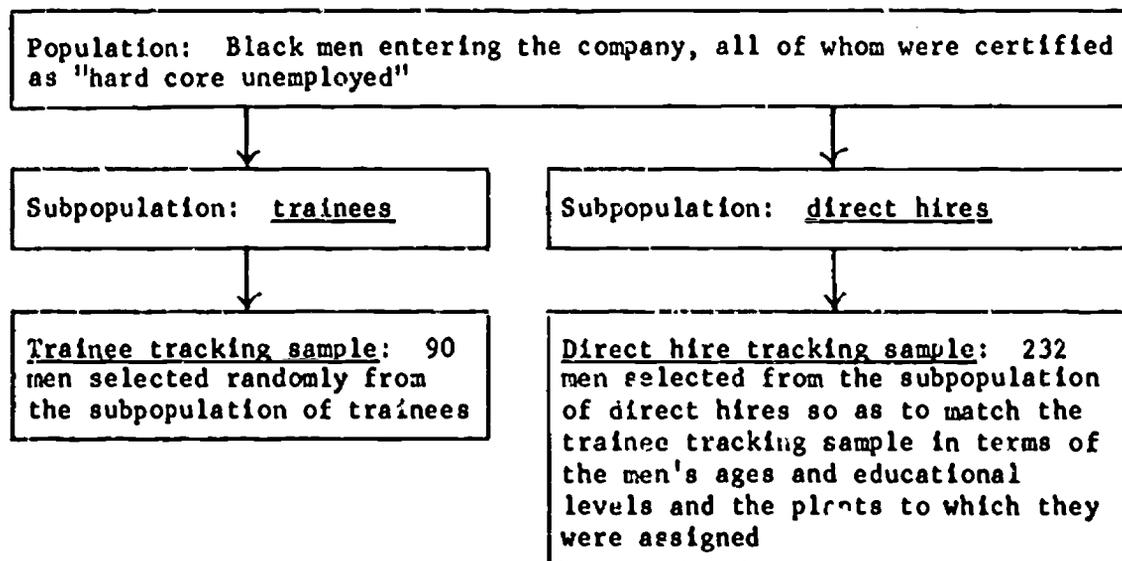 Population: Black men entering the company, all of whom were certified
as "hard core unemployed"
Subpopulation: trainees
Subpopulation: direct hires
Trainee tracking sample: 90
men selected randomly from
the subpopulation of trainees
Direct hire tracking sample: 232
men selected from the subpopulation
of direct hires so as to match the
trainee tracking sample in terms of
the men's ages and educational
levels and the plants to which they
were assigned